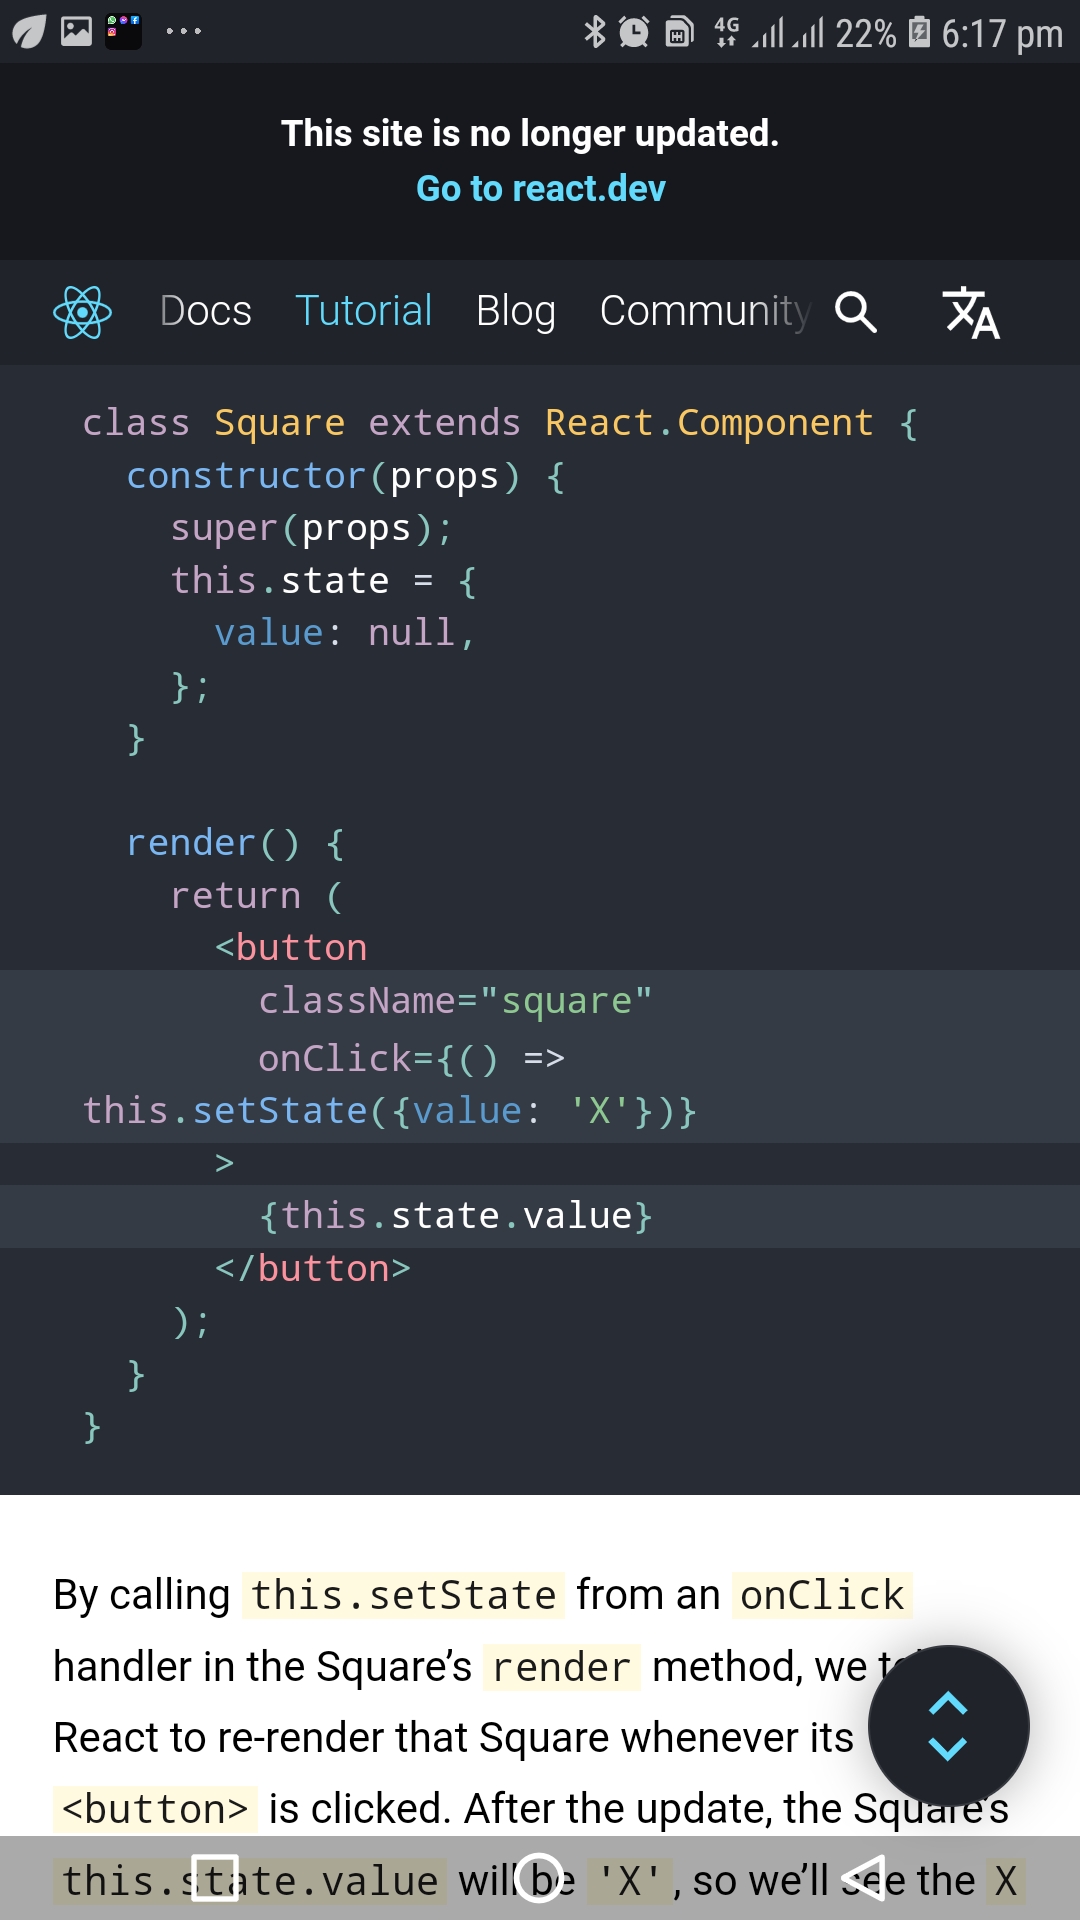 4G 22% 6:17 pm
This site is no longer updated.
Go to react.dev
Docs Tutorial Blog Community
class Square extends React.Component {
  constructor(props) {
    super(props);
    this.state = {
      value: null,
    };
  }

  render() {
    return (
      <button
        className="square"
        onClick={() =>
this.setState({value: 'X'})}
      >
        {this.state.value}
      </button>
    );
  }
}
By calling this.setState from an onClick
handler in the Square’s render method, we
React to re-render that Square whenever its
<button> is clicked. After the update, the Square’s
this.state.value will be 'X', so we’ll see the X